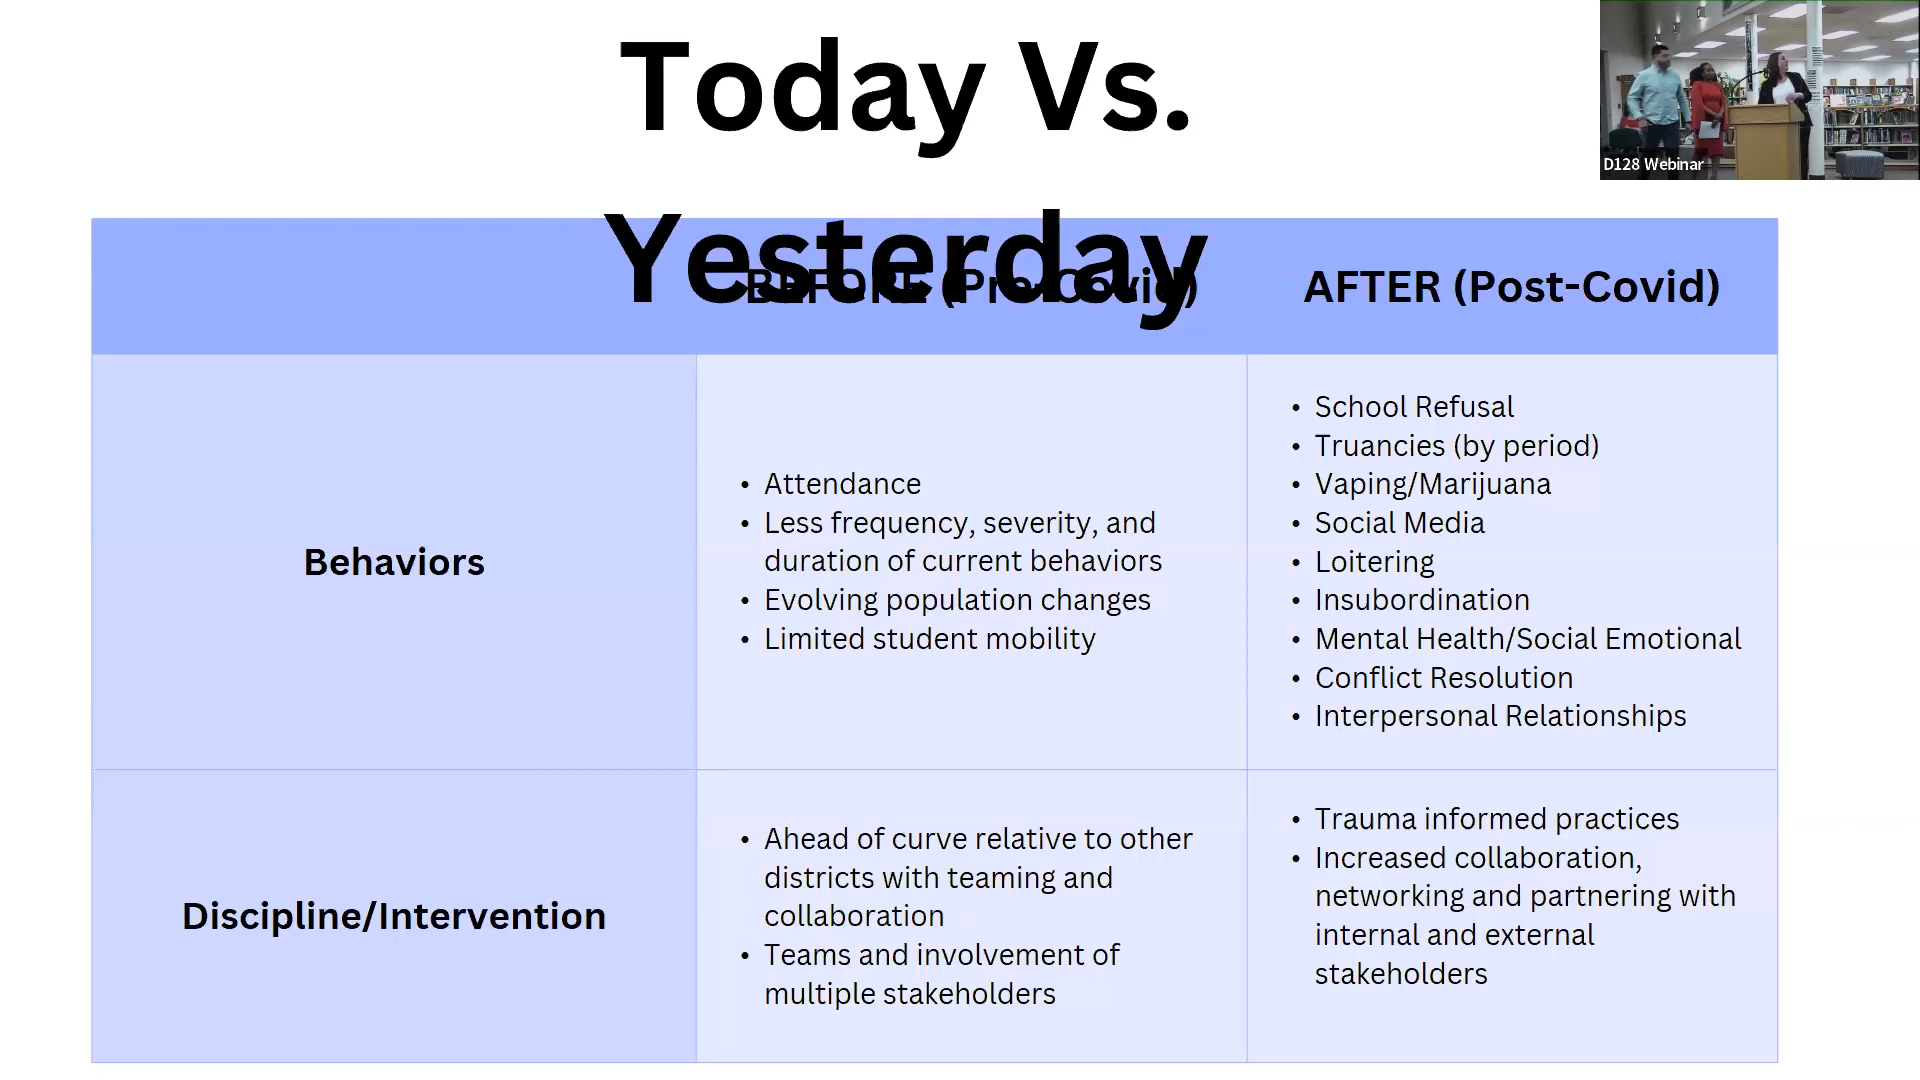 Today Vs.
Yesterday
BEFORE (Pre-Covid)
AFTER (Post-Covid)
Behaviors
• Attendance
• Less frequency, severity, and
duration of current behaviors
• Evolving population changes
• Limited student mobility
• School Refusal
• Truancies (by period)
• Vaping/Marijuana
• Social Media
• Loitering
• Insubordination
• Mental Health/Social Emotional
• Conflict Resolution
• Interpersonal Relationships
Discipline/Intervention
• Ahead of curve relative to other
districts with teaming and
collaboration
• Teams and involvement of
multiple stakeholders
• Trauma informed practices
• Increased collaboration,
networking and partnering with
internal and external
stakeholders
D128 Webinar